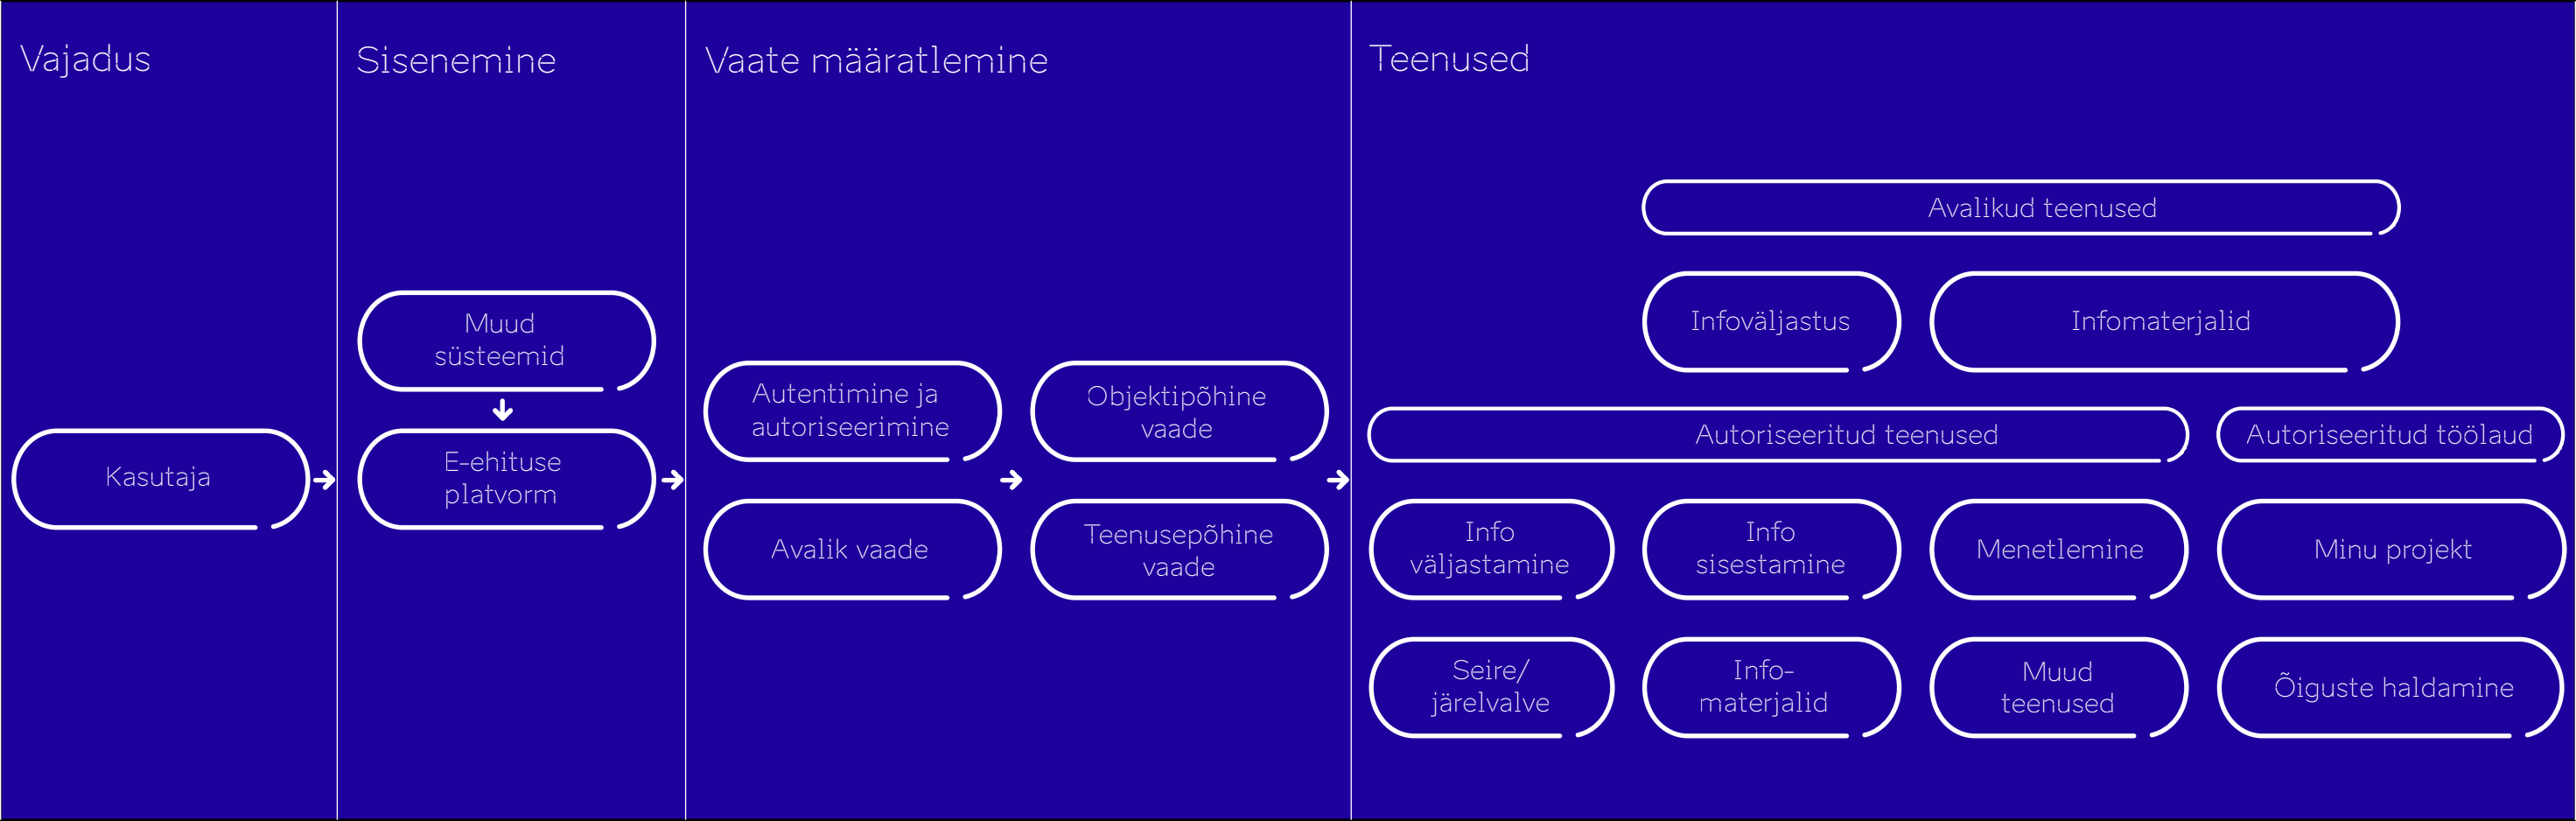 Vajadus
Sisenemine
Vaate määratlemine
Teenused
Kasutaja
Muud
süsteemid
E-ehituse
platvorm
Autentimine ja
autoriseerimine
Avalik vaade
Objektipõhine
vaade
Teenusepõhine
vaade
Avalikud teenused
Infoväljastus
Infomaterjalid
Autoriseeritud teenused
Autoriseeritud töölaud
Info
väljastamine
Info
sisestamine
Menetlemine
Minu projekt
Seire/
järelvalve
Info-
materjalid
Muud
teenused
Õiguste haldamine